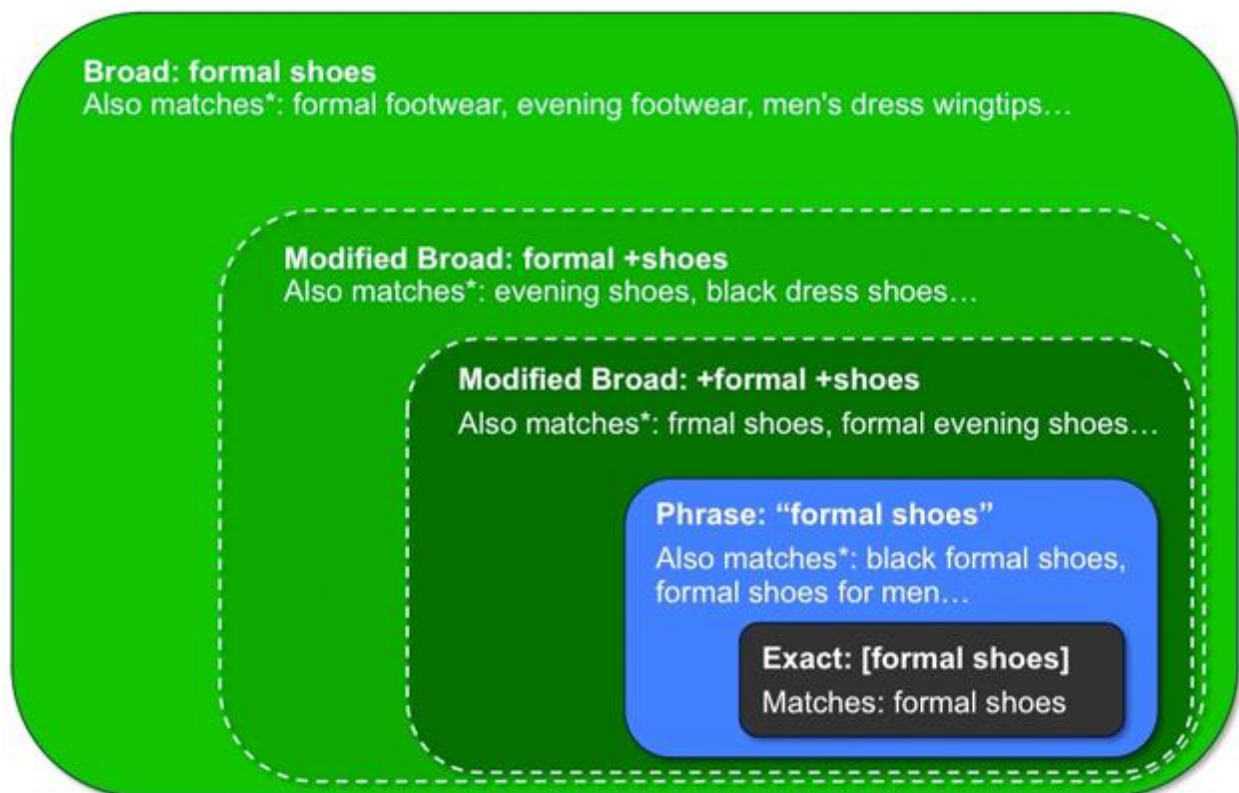 Broad: formal shoes
Also matches*: formal footwear, evening footwear, men's dress wingtips…
Modified Broad: formal +shoes
Also matches*: evening shoes, black dress shoes…
Modified Broad: +formal +shoes
Also matches*: frmal shoes, formal evening shoes…
Phrase: “formal shoes”
Also matches*: black formal shoes,
formal shoes for men…
Exact: [formal shoes]
Matches: formal shoes